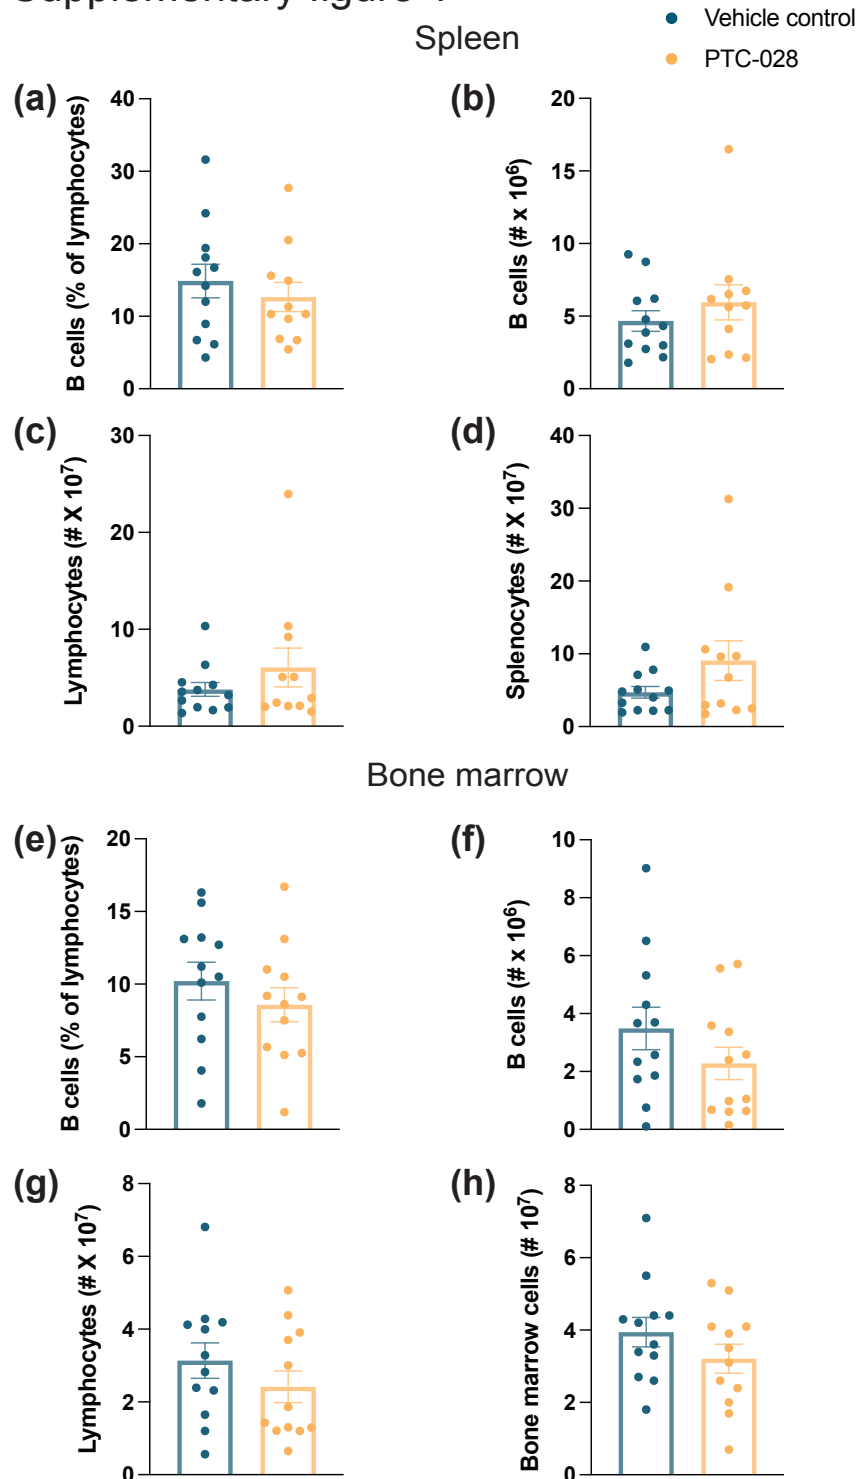 Vehicle control
PTC-028
Spleen
(a)
B cells (% of lymphocytes)
40
30
20
10
0
(b)
B cells (# x 10⁶)
20
15
10
5
0
(c)
Lymphocytes (# X 10⁷)
30
20
10
0
(d)
Splenocytes (# X 10⁷)
40
30
20
10
0
Bone marrow
(e)
B cells (% of lymphocytes)
20
15
10
5
0
(f)
B cells (# x 10⁶)
10
8
6
4
2
0
(g)
Lymphocytes (# X 10⁷)
8
6
4
2
0
(h)
Bone marrow cells (# 10⁷)
8
6
4
2
0